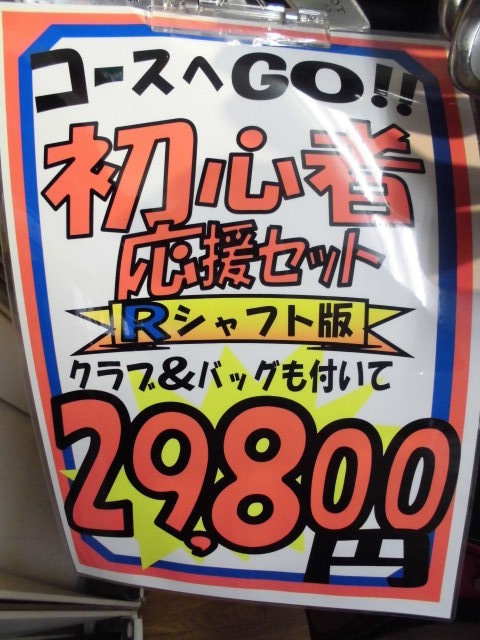 コースへGO!!
初心者
応援セット
Rシャフト版
クラブ&バッグも付いて
29,800
円